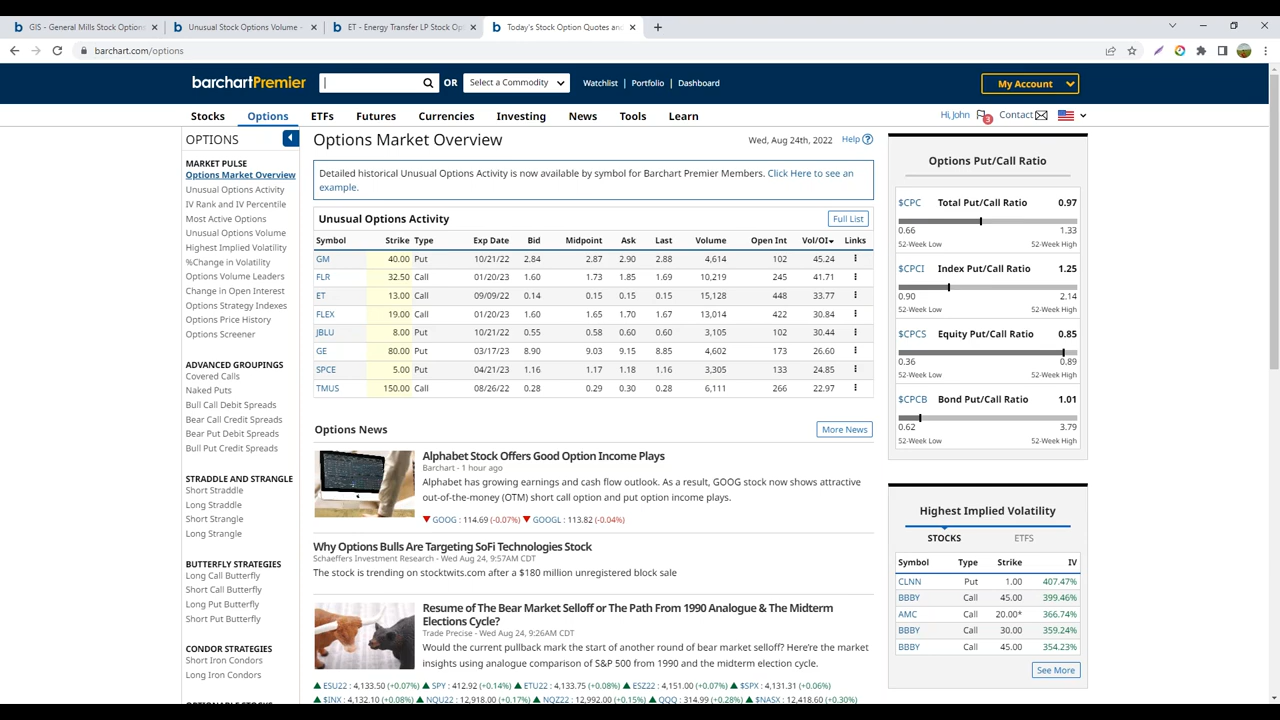 GIS - General Mills Stock Option
Unusual Stock Options Volume -
ET - Energy Transfer LP Stock Opt
Today's Stock Option Quotes and
barchart.com/options
barchartPremier
OR
Select a Commodity
Watchlist | Portfolio | Dashboard
My Account
Stocks Options ETFs Futures Currencies Investing News Tools Learn
Hi, John 3 Contact
OPTIONS
MARKET PULSE
Options Market Overview
Unusual Options Activity
IV Rank and IV Percentile
Most Active Options
Unusual Options Volume
Highest Implied Volatility
%Change in Volatility
Options Volume Leaders
Change in Open Interest
Options Strategy Indexes
Options Price History
Options Screener
ADVANCED GROUPINGS
Covered Calls
Naked Puts
Bull Call Debit Spreads
Bear Call Credit Spreads
Bear Put Debit Spreads
Bull Put Credit Spreads
STRADDLE AND STRANGLE
Short Straddle
Long Straddle
Short Strangle
Long Strangle
BUTTERFLY STRATEGIES
Long Call Butterfly
Short Call Butterfly
Long Put Butterfly
Short Put Butterfly
CONDOR STRATEGIES
Short Iron Condors
Long Iron Condors
Options Market Overview
Wed, Aug 24th, 2022 Help
Detailed historical Unusual Options Activity is now available by symbol for Barchart Premier Members. Click Here to see an
example.
Unusual Options Activity
Full List
Symbol Strike Type Exp Date Bid Midpoint Ask Last Volume Open Int Vol/OI Links
GM 40.00 Put 10/21/22 2.84 2.87 2.90 2.88 4,614 102 45.24
FLR 32.50 Call 01/20/23 1.60 1.73 1.85 1.69 10,219 245 41.71
ET 13.00 Call 09/09/22 0.14 0.15 0.15 0.15 15,128 448 33.77
FLEX 19.00 Call 01/20/23 1.60 1.65 1.70 1.67 13,014 422 30.84
JBLU 8.00 Put 10/21/22 0.55 0.58 0.60 0.60 3,105 102 30.44
GE 80.00 Put 03/17/23 8.90 9.03 9.15 8.85 4,602 173 26.60
SPCE 5.00 Put 04/21/23 1.16 1.17 1.18 1.16 3,305 133 24.85
TMUS 150.00 Call 08/26/22 0.28 0.29 0.30 0.28 6,111 266 22.97
Options News
More News
Alphabet Stock Offers Good Option Income Plays
Barchart - 1 hour ago
Alphabet has growing earnings and cash flow outlook. As a result, GOOG stock now shows attractive
out-of-the-money (OTM) short call option and put option income plays.
GOOG : 114.69 (-0.07%) GOOGL : 113.82 (-0.04%)
Why Options Bulls Are Targeting SoFi Technologies Stock
Schaeffers Investment Research - Wed Aug 24, 9:57AM CDT
The stock is trending on stocktwits.com after a $180 million unregistered block sale
Resume of The Bear Market Selloff or The Path From 1990 Analogue & The Midterm
Elections Cycle?
Trade Precise - Wed Aug 24, 9:26AM CDT
Would the current pullback mark the start of another round of bear market selloff? Here're the market
insights using analogue comparison of S&P 500 from 1990 and the midterm election cycle.
ESU22 : 4,133.50 (+0.07%) SPY : 412.92 (+0.14%) ETU22 : 4,133.75 (+0.08%) ESZ22 : 4,151.00 (+0.07%) $SPX : 4,131.31 (+0.06%)
$INX : 4,132.10 (+0.08%) NQU22 : 12,918.00 (+0.17%) NQZ22 : 12,992.00 (+0.15%) QQQ : 314.99 (+0.28%) $NASX : 12,418.60 (+0.30%)
Options Put/Call Ratio
$CPC Total Put/Call Ratio 0.97
0.66 1.33
52-Week Low 52-Week High
$CPCI Index Put/Call Ratio 1.25
0.90 2.14
52-Week Low 52-Week High
$CPCS Equity Put/Call Ratio 0.85
0.36 0.89
52-Week Low 52-Week High
$CPCB Bond Put/Call Ratio 1.01
0.62 3.79
52-Week Low 52-Week High
Highest Implied Volatility
STOCKS ETFS
Symbol Type Strike IV
CLNN Put 1.00 407.47%
BBBY Call 45.00 399.46%
AMC Call 20.00* 366.74%
BBBY Call 30.00 359.24%
BBBY Call 45.00 354.23%
See More